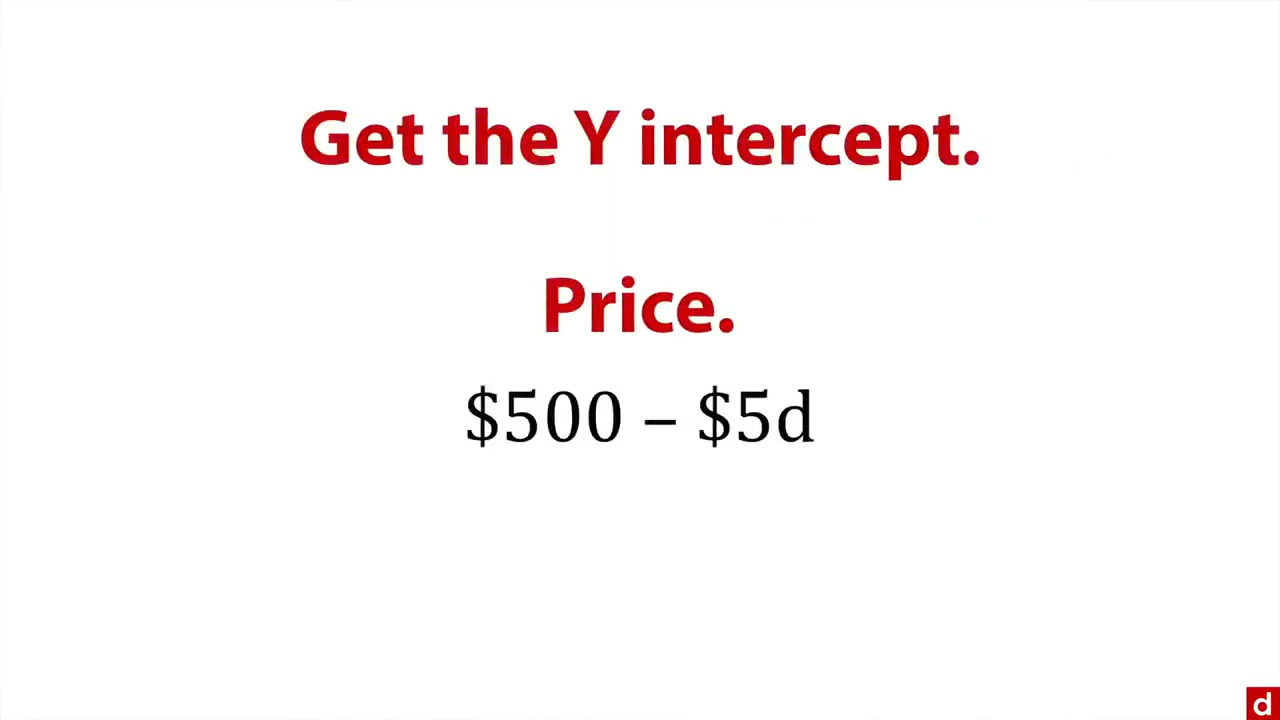 Get the Y intercept.
Price.
$500 – $5d
d